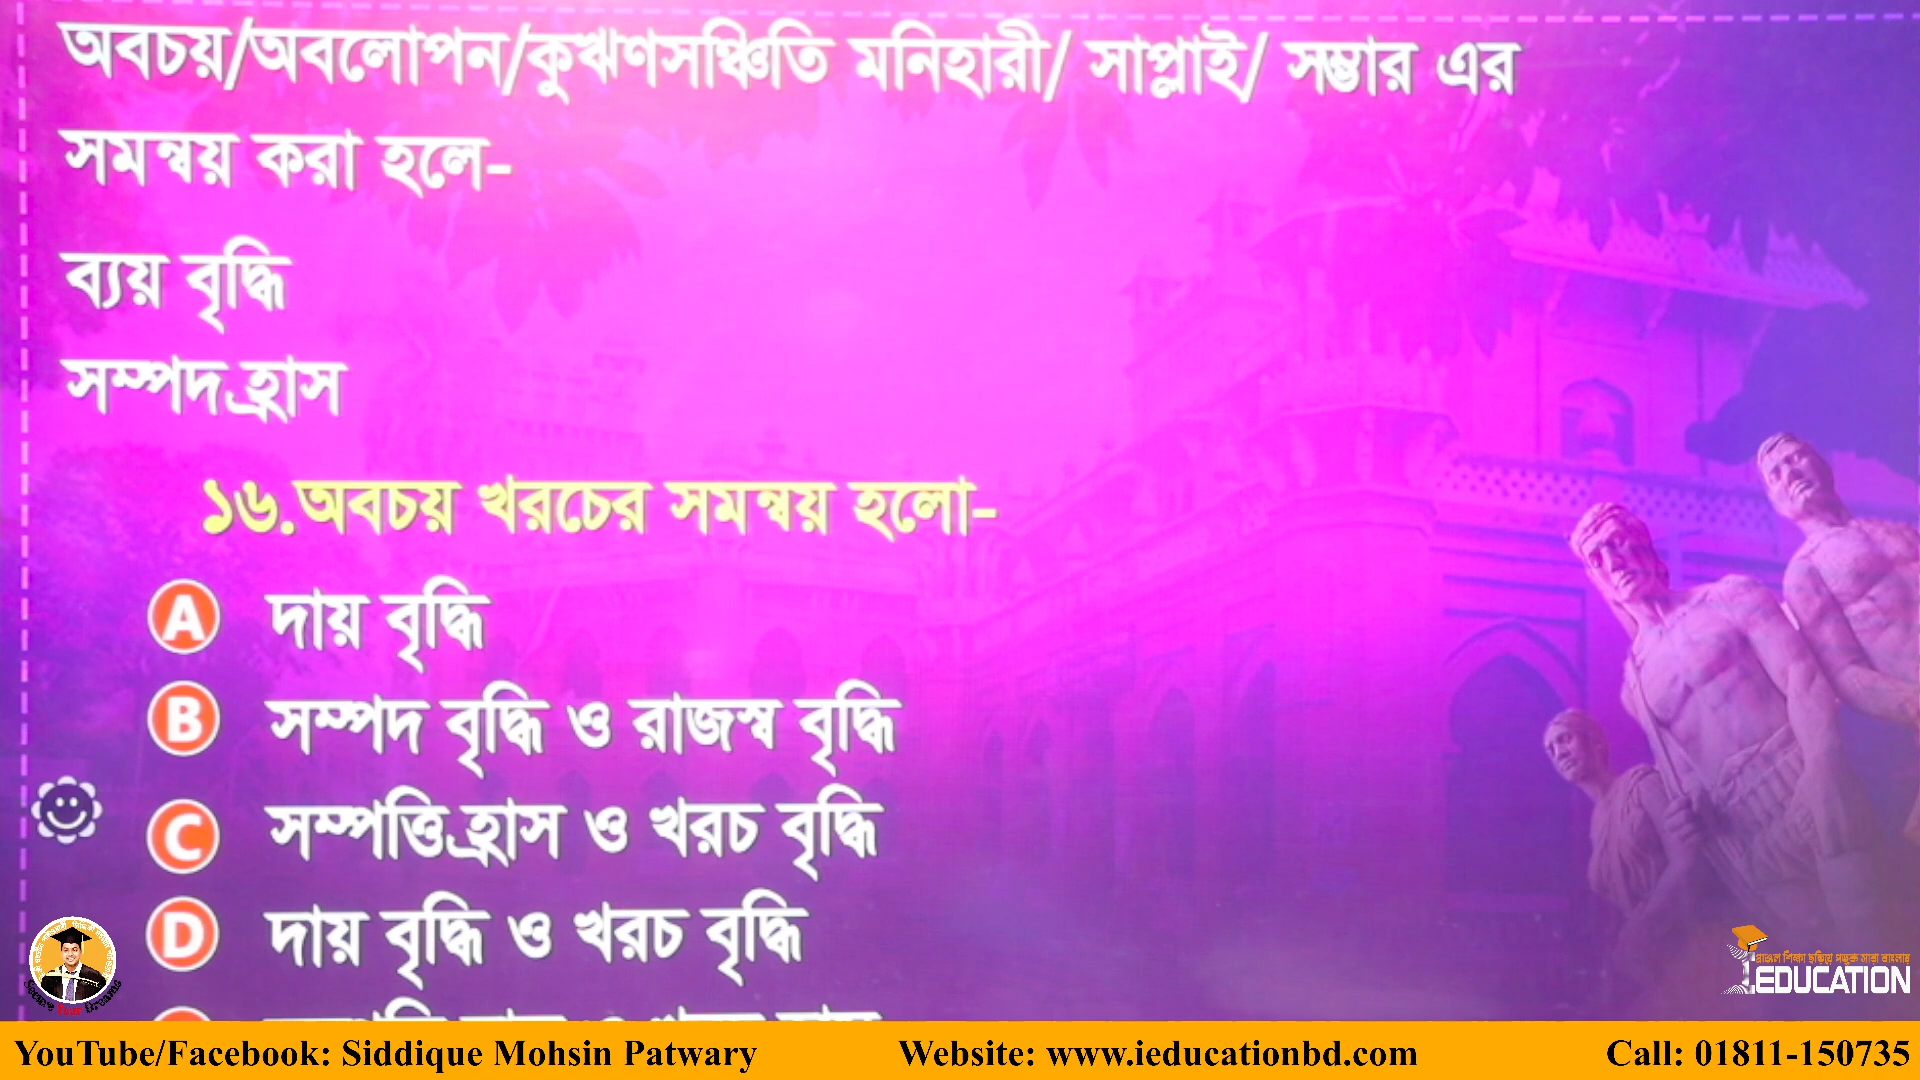 অবচয়/অবলোপন/কুঋণসঞ্চিতি মনিহারী/ সাপ্লাই/ সম্ভার এর
সমন্বয় করা হলে-
ব্যয় বৃদ্ধি
সম্পদ হ্রাস
১৬.অবচয় খরচের সমন্বয় হলো-
A দায় বৃদ্ধি
B সম্পদ বৃদ্ধি ও রাজস্ব বৃদ্ধি
C সম্পত্তি হ্রাস ও খরচ বৃদ্ধি
D দায় বৃদ্ধি ও খরচ বৃদ্ধি
iEDUCATION
YouTube/Facebook: Siddique Mohsin Patwary Website: www.ieducationbd.com Call: 01811-150735